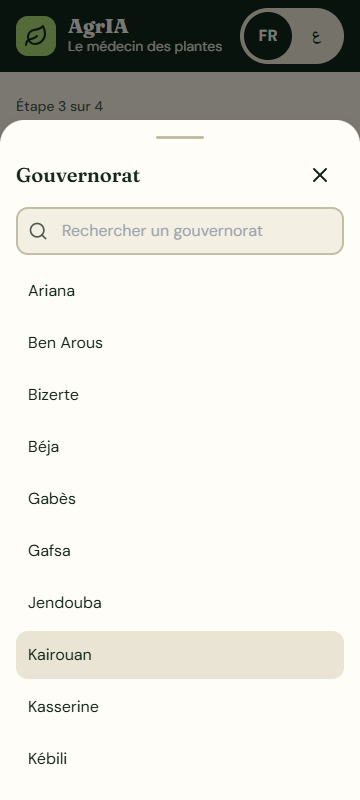 AgrIA
Le médecin des plantes
FR
ع
Étape 3 sur 4
Gouvernorat
Rechercher un gouvernorat
Ariana
Ben Arous
Bizerte
Béja
Gabès
Gafsa
Jendouba
Kairouan
Kasserine
Kébili